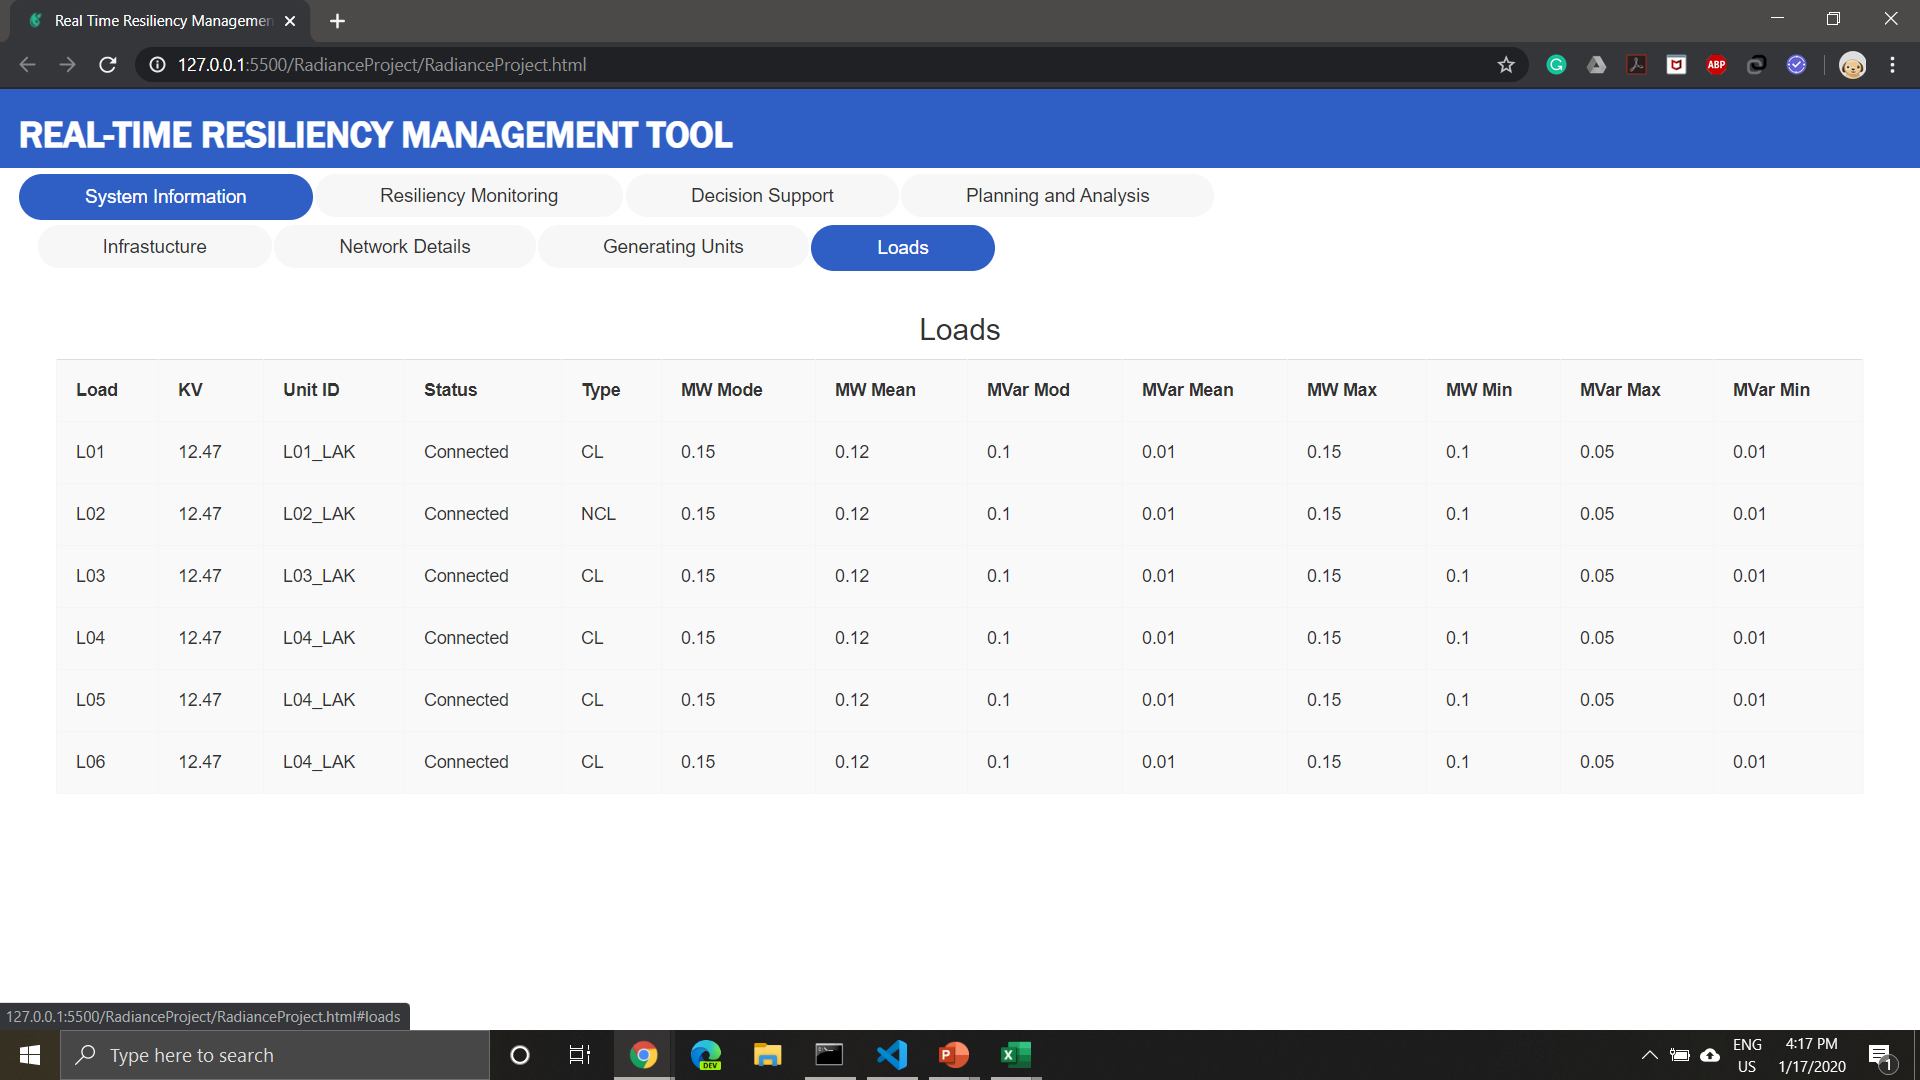 Real Time Resiliency Managemen
127.0.0.1:5500/RadianceProject/RadianceProject.html
ABP
REAL-TIME RESILIENCY MANAGEMENT TOOL
System Information Resiliency Monitoring Decision Support Planning and Analysis
Infrastucture Network Details Generating Units Loads
Loads
Load KV Unit ID Status Type MW Mode MW Mean MVar Mod MVar Mean MW Max MW Min MVar Max MVar Min
L01 12.47 L01_LAK Connected CL 0.15 0.12 0.1 0.01 0.15 0.1 0.05 0.01
L02 12.47 L02_LAK Connected NCL 0.15 0.12 0.1 0.01 0.15 0.1 0.05 0.01
L03 12.47 L03_LAK Connected CL 0.15 0.12 0.1 0.01 0.15 0.1 0.05 0.01
L04 12.47 L04_LAK Connected CL 0.15 0.12 0.1 0.01 0.15 0.1 0.05 0.01
L05 12.47 L04_LAK Connected CL 0.15 0.12 0.1 0.01 0.15 0.1 0.05 0.01
L06 12.47 L04_LAK Connected CL 0.15 0.12 0.1 0.01 0.15 0.1 0.05 0.01
127.0.0.1:5500/RadianceProject/RadianceProject.html#loads
Type here to search
DEV
ENG
US
4:17 PM
1/17/2020
1